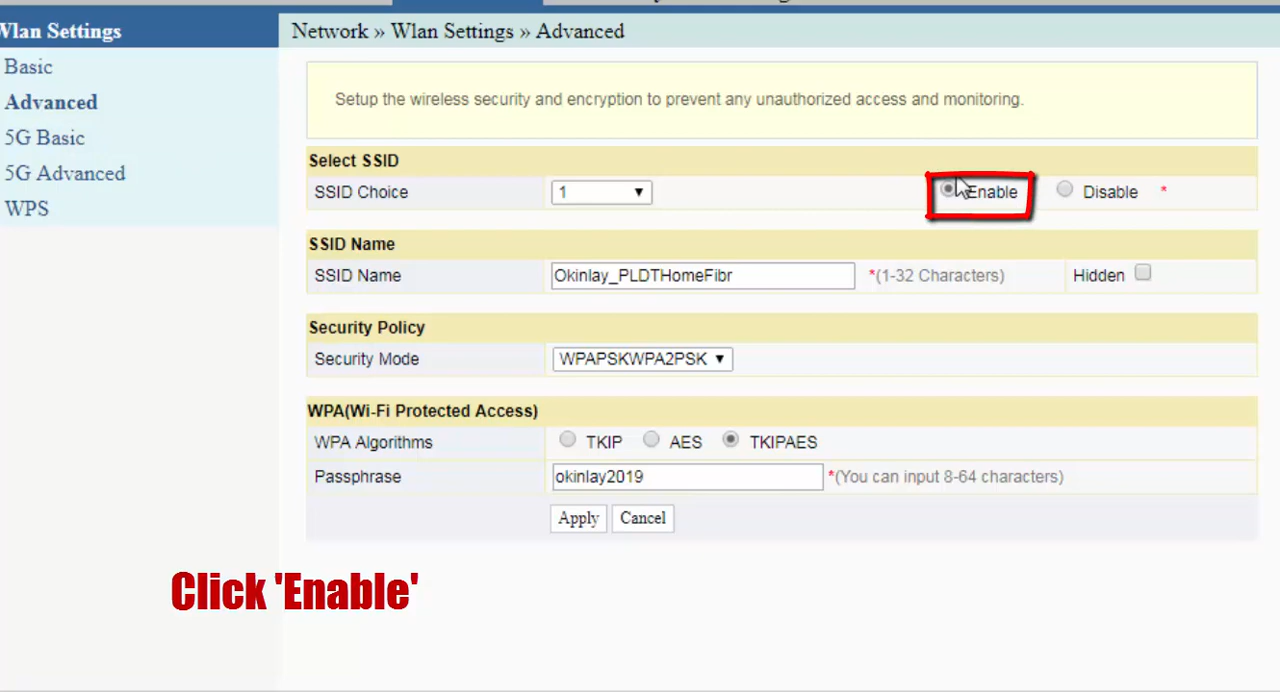 Wlan Settings
Network » Wlan Settings » Advanced
Basic
Advanced
5G Basic
5G Advanced
WPS
Setup the wireless security and encryption to prevent any unauthorized access and monitoring.
Select SSID
SSID Choice 1 Enable Disable *
SSID Name
SSID Name Okinlay_PLDTHomeFibr *(1-32 Characters) Hidden
Security Policy
Security Mode WPAPSKWPA2PSK
WPA(Wi-Fi Protected Access)
WPA Algorithms TKIP AES TKIPAES
Passphrase okinlay2019 *(You can input 8-64 characters)
Apply Cancel
Click 'Enable'